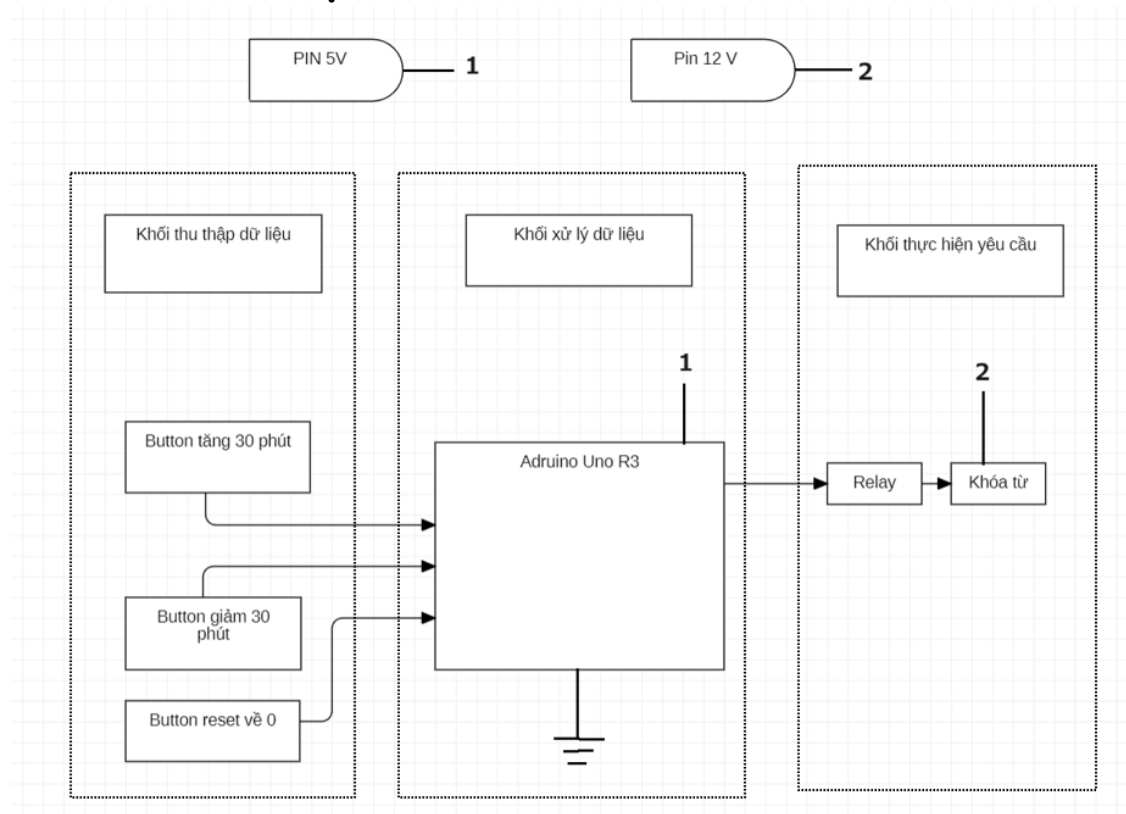 PIN 5V
1
Pin 12 V
2
Khối thu thập dữ liệu
Khối xử lý dữ liệu
Khối thực hiện yêu cầu
1
2
Button tăng 30 phút
Adruino Uno R3
Relay
Khóa từ
Button giảm 30
phút
Button reset về 0